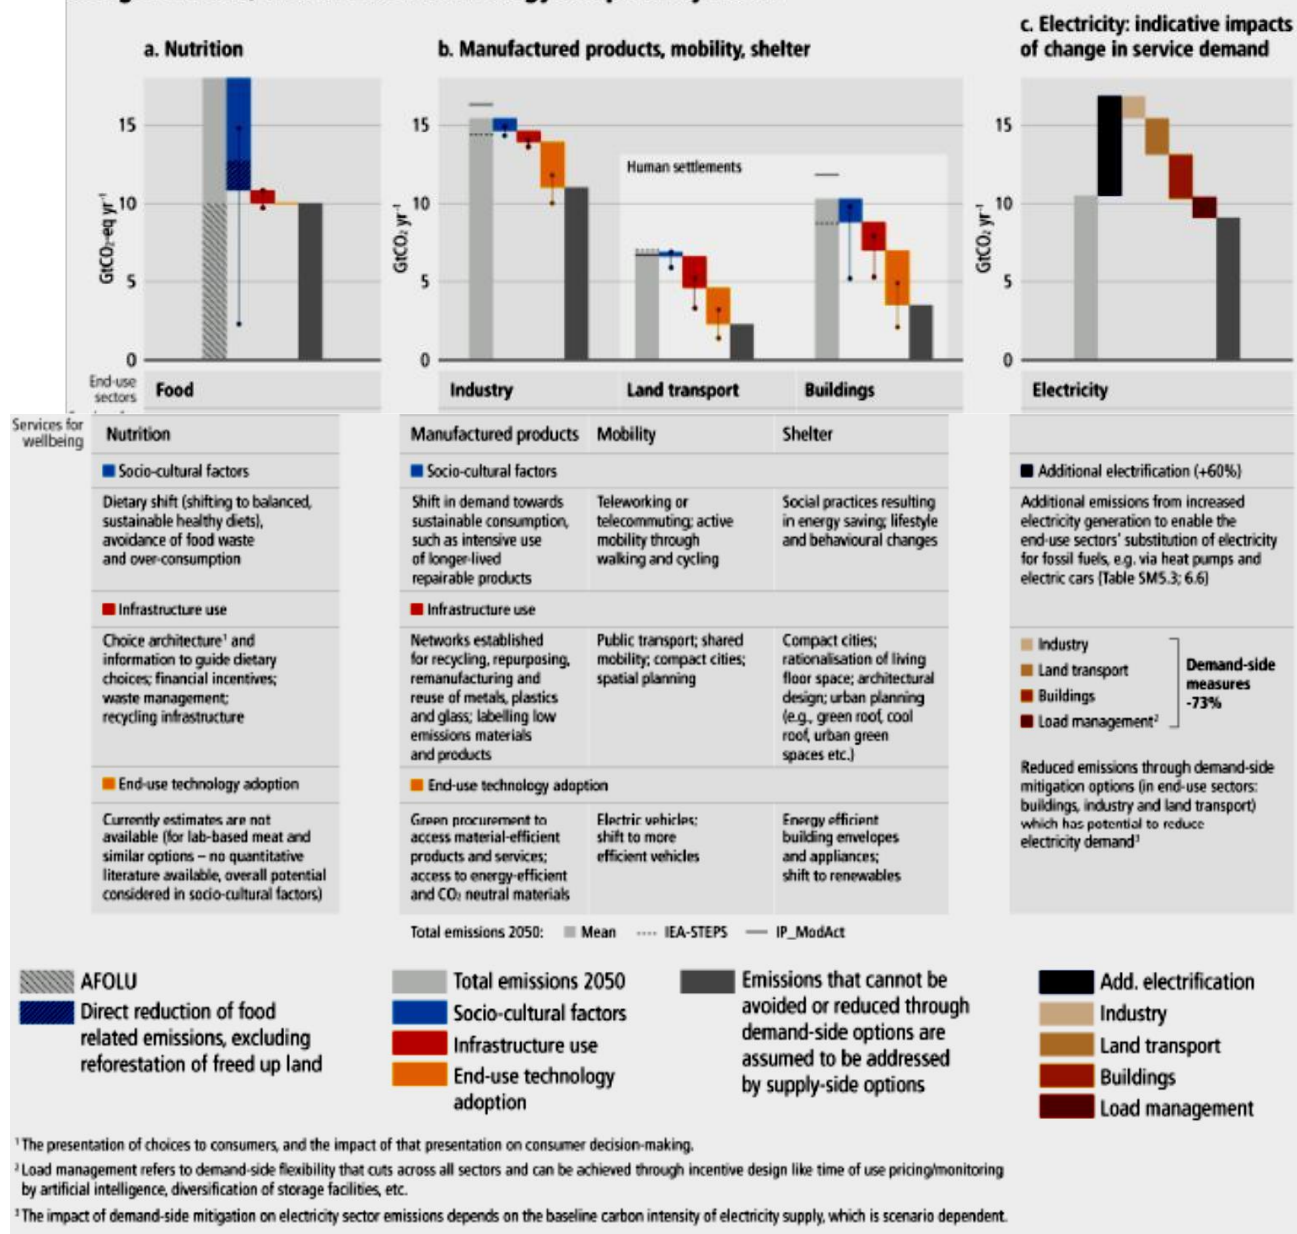 c. Electricity: indicative impacts
of change in service demand
a. Nutrition
b. Manufactured products, mobility, shelter
GtCO₂-eq yr⁻¹
15
10
5
0
GtCO₂ yr⁻¹
15
10
5
0
Human settlements
GtCO₂ yr⁻¹
15
10
5
0
End-use
sectors
Food
Industry
Land transport
Buildings
Electricity
Services for
wellbeing
Nutrition
Manufactured products
Mobility
Shelter
Socio-cultural factors
Socio-cultural factors
Additional electrification (+60%)
Dietary shift (shifting to balanced,
sustainable healthy diets),
avoidance of food waste
and over-consumption
Shift in demand towards
sustainable consumption,
such as intensive use
of longer-lived
repairable products
Teleworking or
telecommuting; active
mobility through
walking and cycling
Social practices resulting
in energy saving; lifestyle
and behavioural changes
Additional emissions from increased
electricity generation to enable the
end-use sectors' substitution of electricity
for fossil fuels, e.g. via heat pumps and
electric cars (Table SM5.3; 6.6)
Infrastructure use
Infrastructure use
Choice architecture¹ and
information to guide dietary
choices; financial incentives;
waste management;
recycling infrastructure
Networks established
for recycling, repurposing,
remanufacturing and
reuse of metals, plastics
and glass; labelling low
emissions materials
and products
Public transport; shared
mobility; compact cities;
spatial planning
Compact cities;
rationalisation of living
floor space; architectural
design; urban planning
(e.g., green roof, cool
roof, urban green
spaces etc.)
Industry
Land transport
Buildings
Load management²
Demand-side
measures
-73%
Reduced emissions through demand-side
mitigation options (in end-use sectors:
buildings, industry and land transport)
which has potential to reduce
electricity demand³
End-use technology adoption
End-use technology adoption
Currently estimates are not
available (for lab-based meat and
similar options – no quantitative
literature available, overall potential
considered in socio-cultural factors)
Green procurement to
access material-efficient
products and services;
access to energy-efficient
and CO₂ neutral materials
Electric vehicles;
shift to more
efficient vehicles
Energy efficient
building envelopes
and appliances;
shift to renewables
Total emissions 2050: Mean IEA-STEPS IP_ModAct
AFOLU
Direct reduction of food
related emissions, excluding
reforestation of freed up land
Total emissions 2050
Socio-cultural factors
Infrastructure use
End-use technology
adoption
Emissions that cannot be
avoided or reduced through
demand-side options are
assumed to be addressed
by supply-side options
Add. electrification
Industry
Land transport
Buildings
Load management
¹ The presentation of choices to consumers, and the impact of that presentation on consumer decision-making.
² Load management refers to demand-side flexibility that cuts across all sectors and can be achieved through incentive design like time of use pricing/monitoring
by artificial intelligence, diversification of storage facilities, etc.
³ The impact of demand-side mitigation on electricity sector emissions depends on the baseline carbon intensity of electricity supply, which is scenario dependent.